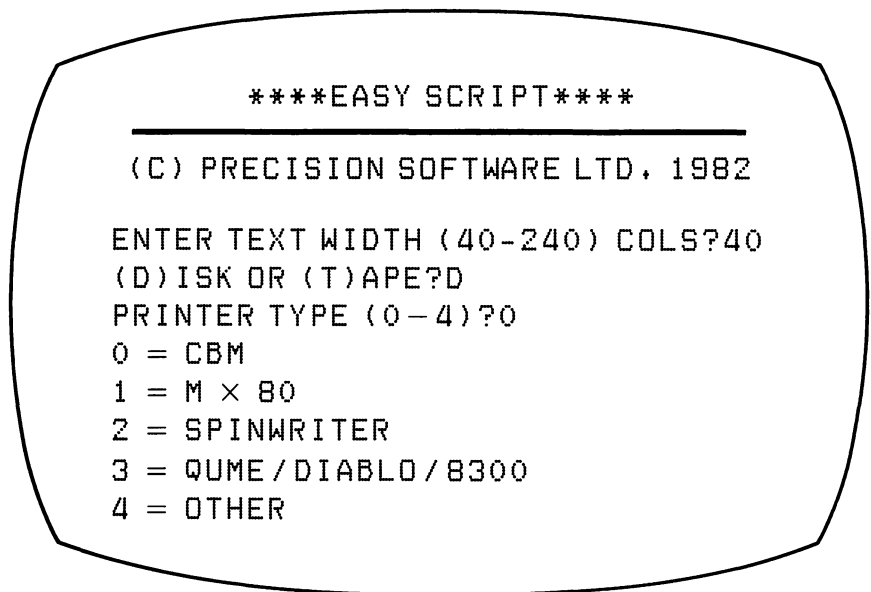 ****EASY SCRIPT****
(C) PRECISION SOFTWARE LTD. 1982
ENTER TEXT WIDTH (40-240) COLS?40
(D)ISK OR (T)APE?D
PRINTER TYPE (0-4)?0
0 = CBM
1 = M × 80
2 = SPINWRITER
3 = QUME/DIABLO/8300
4 = OTHER